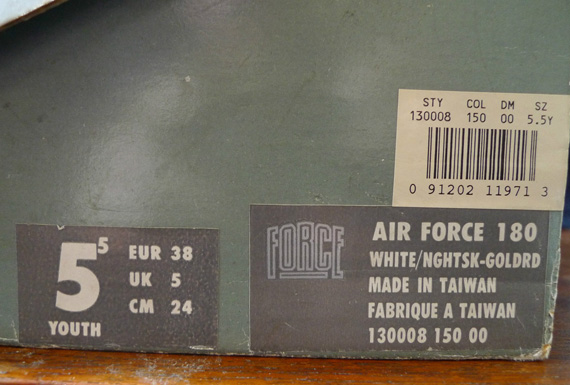 STY COL DM SZ
130008 150 00 5.5Y
0 91202 11971 3
5 5
EUR 38
UK 5
CM 24
YOUTH
FORCE
AIR FORCE 180
WHITE/NGHTSK-GOLDRD
MADE IN TAIWAN
FABRIQUE A TAIWAN
130008 150 00